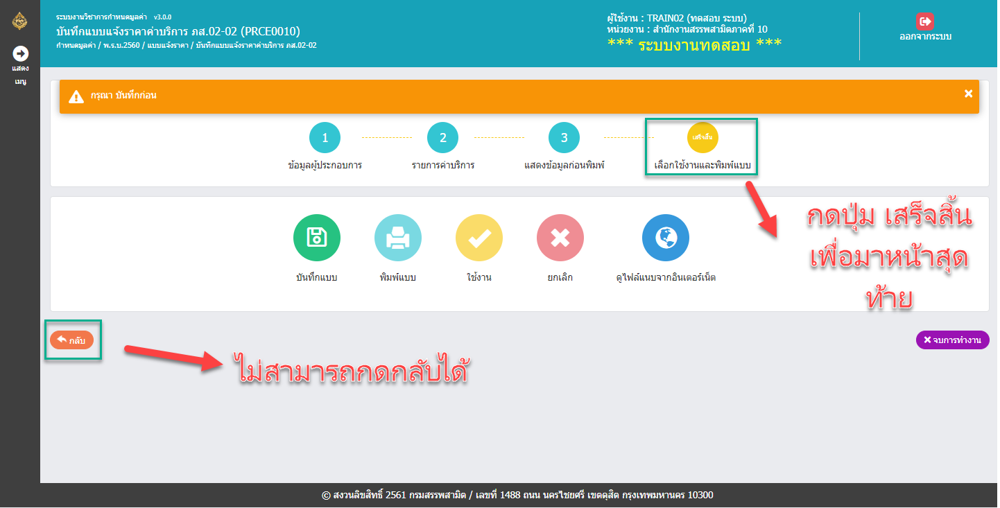 ระบบงานวิชาการกำหนดมูลค่า v3.0.0
บันทึกแบบแจ้งราคาค่าบริการ ภส.02-02 (PRCE0010)
กำหนดมูลค่า / พ.ร.บ.2560 / แบบแจ้งราคา / บันทึกแบบแจ้งราคาค่าบริการ ภส.02-02
ผู้ใช้งาน : TRAIN02 (ทดสอบ ระบบ)
หน่วยงาน : สำนักงานสรรพสามิตภาคที่ 10
*** ระบบงานทดสอบ ***
ออกจากระบบ
แสดง
เมนู
กรุณา บันทึกก่อน
1
2
3
เสร็จสิ้น
ข้อมูลผู้ประกอบการ
รายการค่าบริการ
แสดงข้อมูลก่อนพิมพ์
เลือกใช้งานและพิมพ์แบบ
กดปุ่ม เสร็จสิ้น
เพื่อมาหน้าสุด
ท้าย
บันทึกแบบ
พิมพ์แบบ
ใช้งาน
ยกเลิก
ดูไฟล์แนบจากอินเตอร์เน็ต
กลับ
จบการทำงาน
ไม่สามารถกดกลับได้
© สงวนลิขสิทธิ์ 2561 กรมสรรพสามิต / เลขที่ 1488 ถนน นครไชยศรี เขตดุสิต กรุงเทพมหานคร 10300